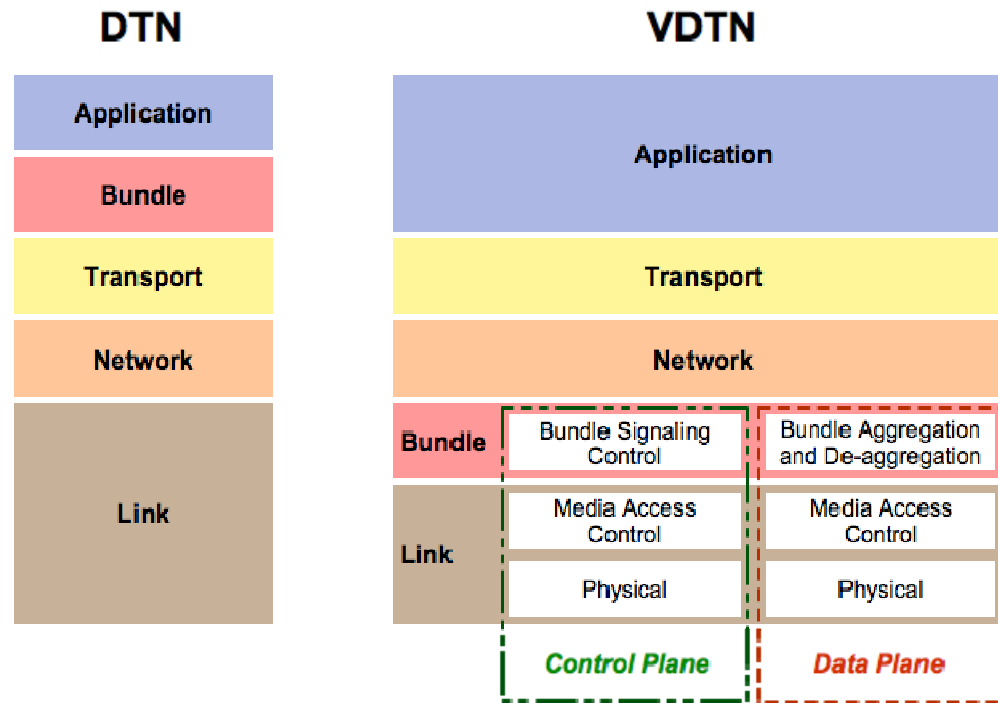 DTN
Application
Bundle
Transport
Network
Link
VDTN
Application
Transport
Network
Bundle
Bundle Signaling
Control
Bundle Aggregation
and De-aggregation
Link
Media Access
Control
Media Access
Control
Physical
Physical
Control Plane
Data Plane